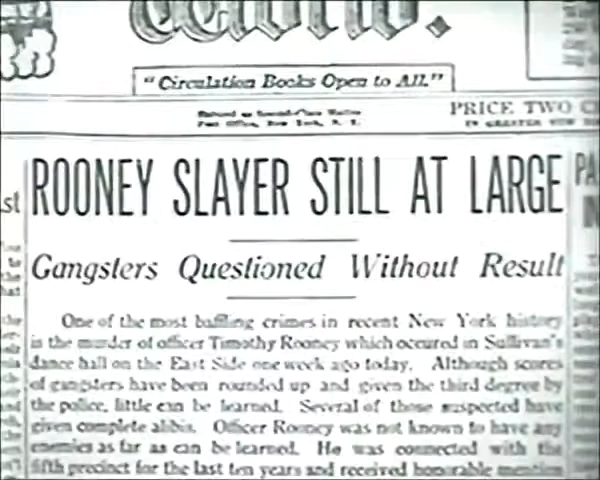 World.
"Circulation Books Open to All."
Entered as Second-Class Matter
Post Office, New York, N. Y.
PRICE TWO
IN GREATER NEW
ROONEY SLAYER STILL AT LARGE
st
PA
Gangsters Questioned Without Result
One of the most baffling crimes in recent New York history
is the murder of officer Timothy Rooney which occured in Sullivan's
dance hall on the East Side one week ago today. Although scores
of gangsters have been rounded up and given the third degree by
the police, little can be learned. Several of those suspected have
given complete alibis. Officer Rooney was not known to have any
enemies as far as can be learned. He was connected with the
fifth precinct for the last ten years and received honorable mention